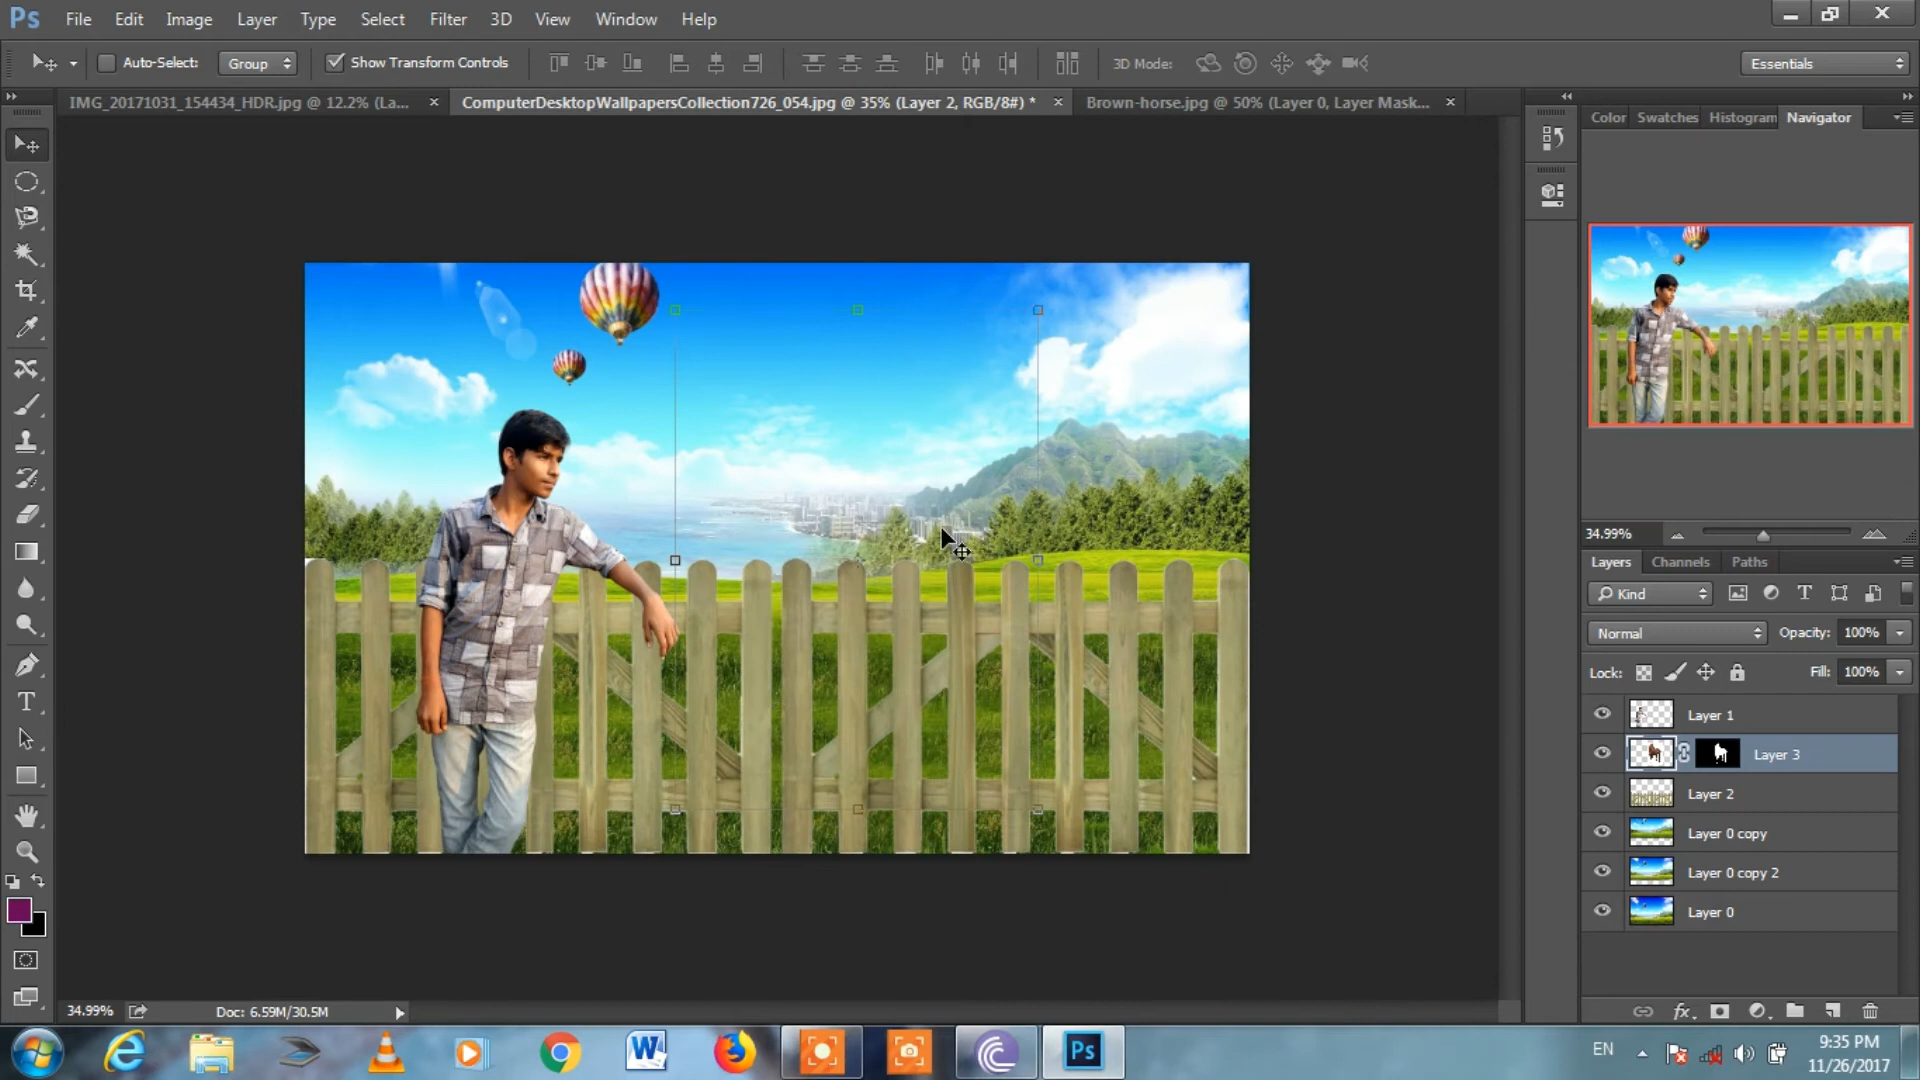 Ps File Edit Image Layer Type Select Filter 3D View Window Help
Auto-Select: Group Show Transform Controls 3D Mode: Essentials
IMG_20171031_154434_HDR.jpg @ 12.2% (La... × ComputerDesktopWallpapersCollection726_054.jpg @ 35% (Layer 2, RGB/8#) * × Brown-horse.jpg @ 50% (Layer 0, Layer Mask... ×
Color Swatches Histogram Navigator
34.99%
Layers Channels Paths
Kind
Normal Opacity: 100%
Lock: Fill: 100%
Layer 1
Layer 3
Layer 2
Layer 0 copy
Layer 0 copy 2
Layer 0
34.99% Doc: 6.59M/30.5M
EN 9:35 PM
11/26/2017